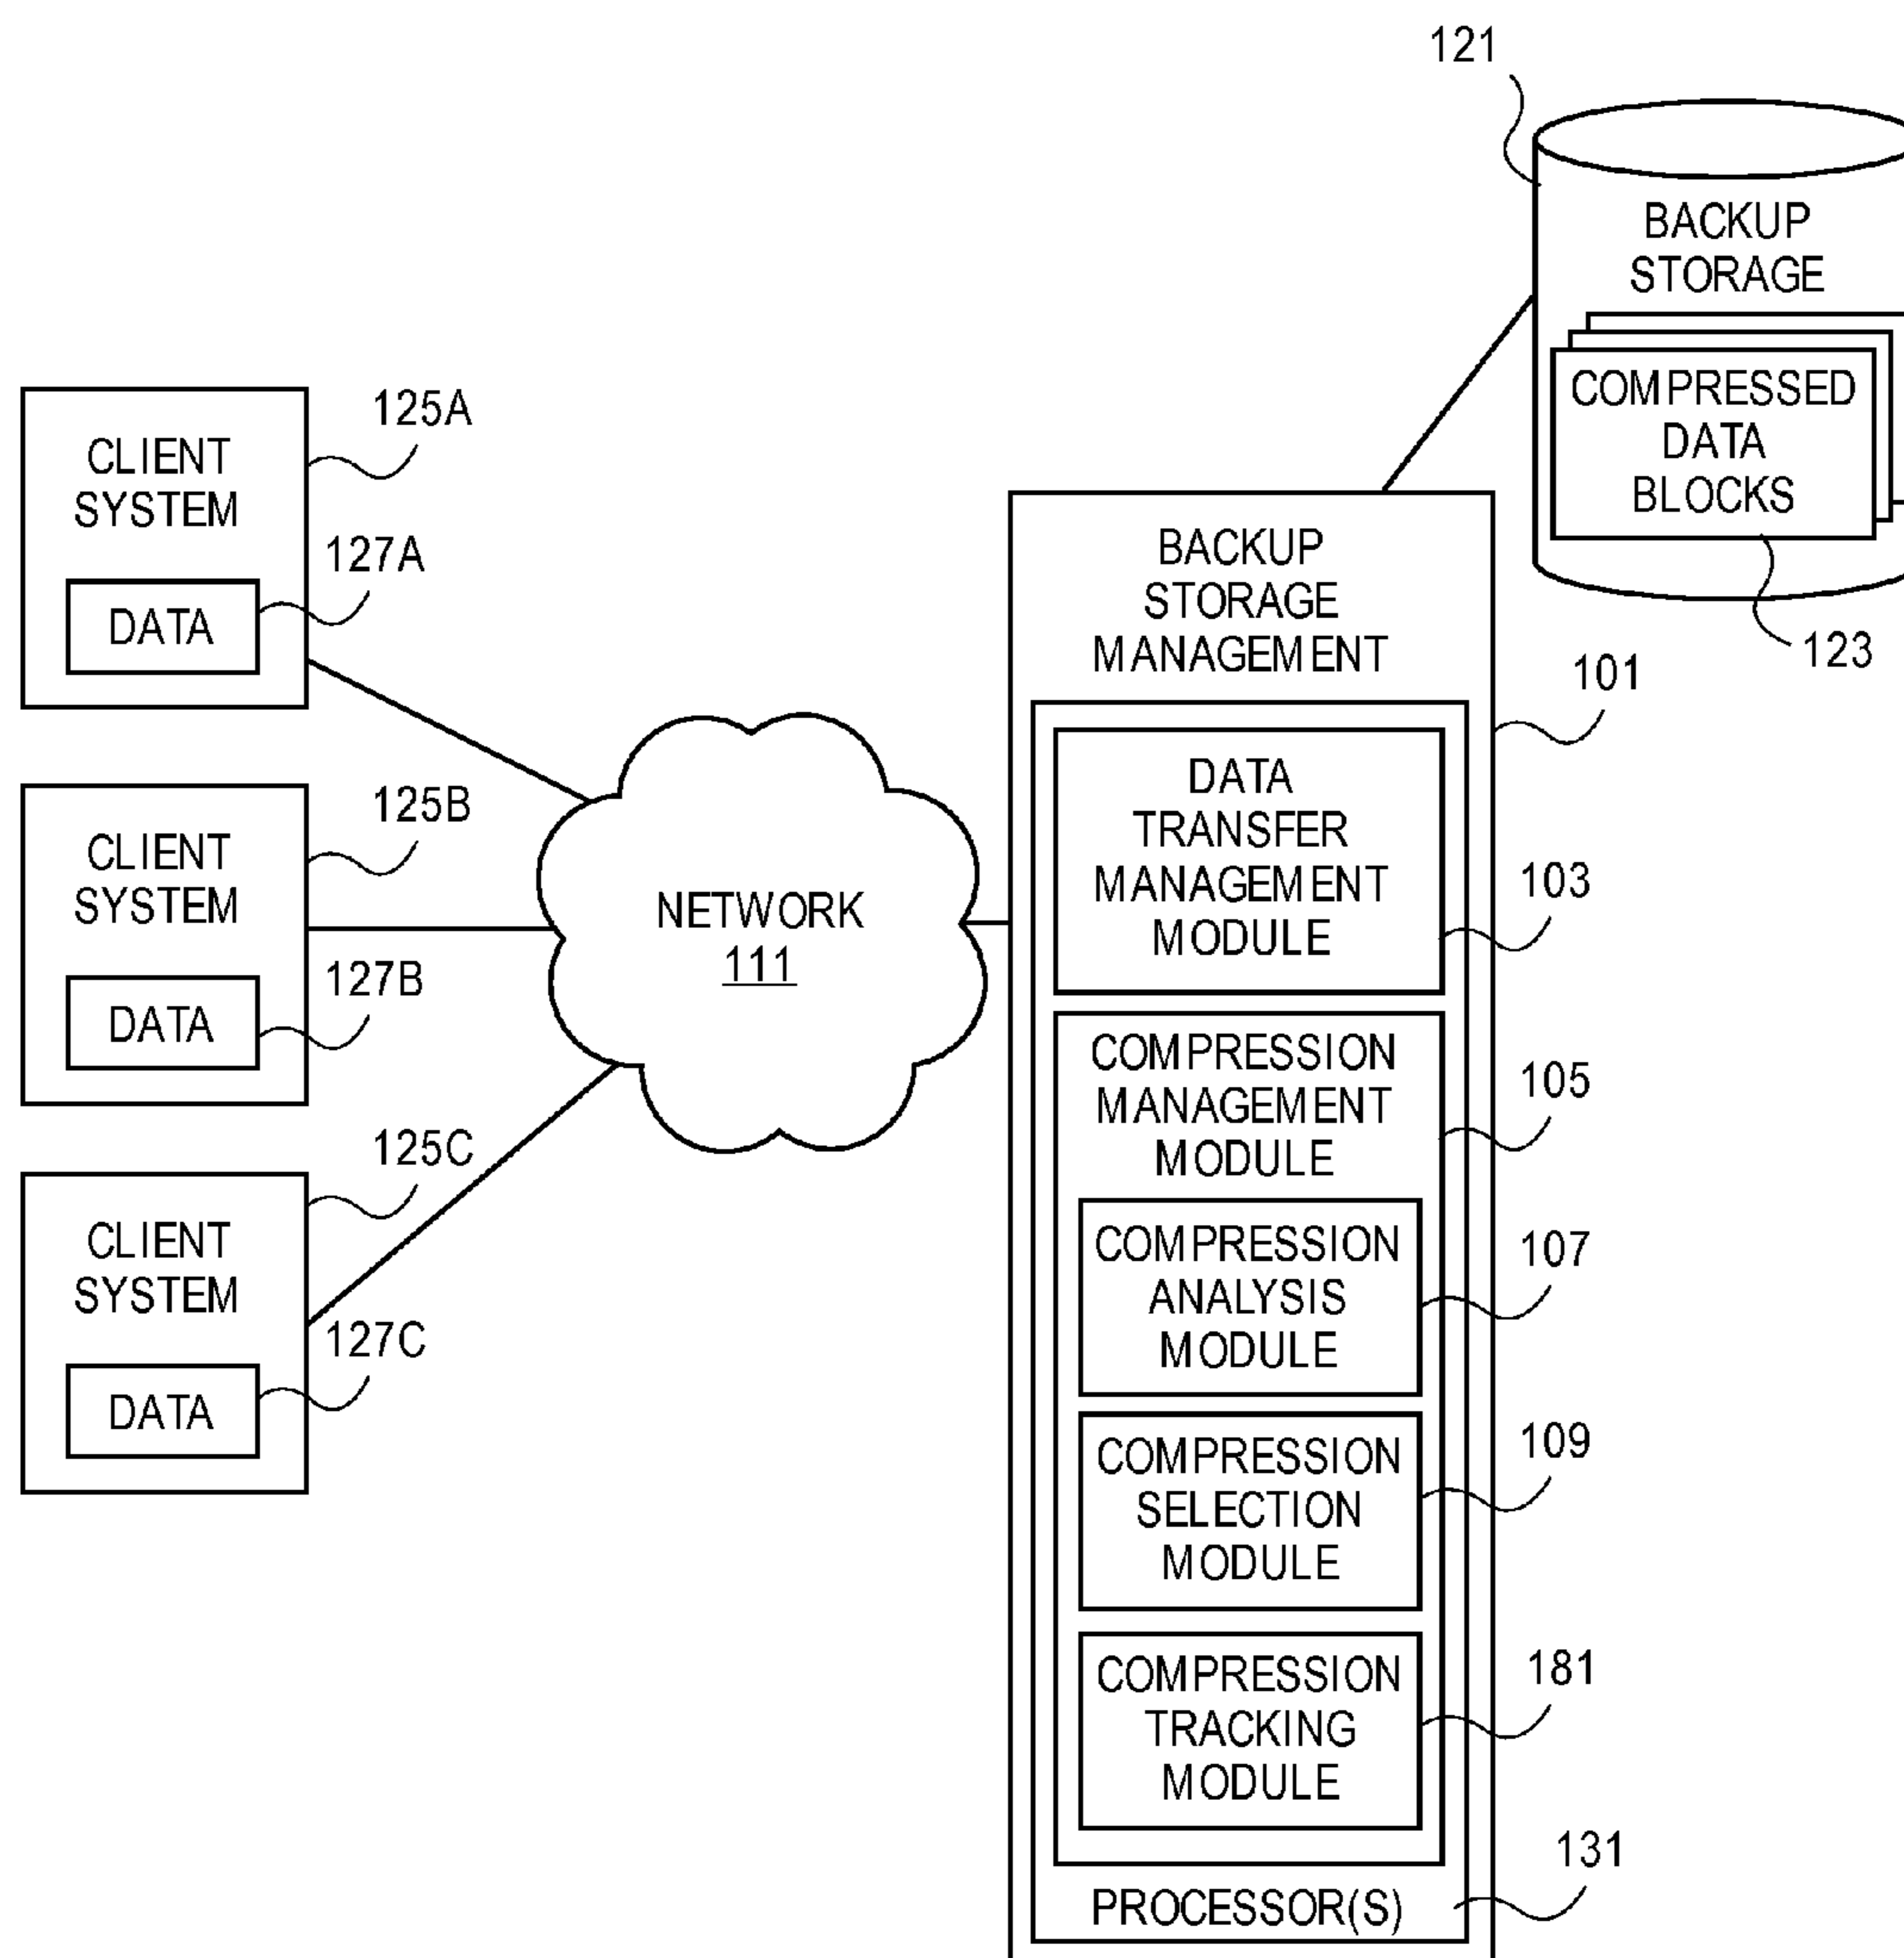 121
BACKUP
STORAGE
COMPRESSED
DATA
BLOCKS
123
CLIENT
SYSTEM
125A
127A
DATA
CLIENT
SYSTEM
125B
127B
DATA
CLIENT
SYSTEM
125C
127C
DATA
NETWORK
111
BACKUP
STORAGE
MANAGEMENT
101
DATA
TRANSFER
MANAGEMENT
MODULE
103
COMPRESSION
MANAGEMENT
MODULE
105
COMPRESSION
ANALYSIS
MODULE
107
COMPRESSION
SELECTION
MODULE
109
COMPRESSION
TRACKING
MODULE
181
PROCESSOR(S)
131